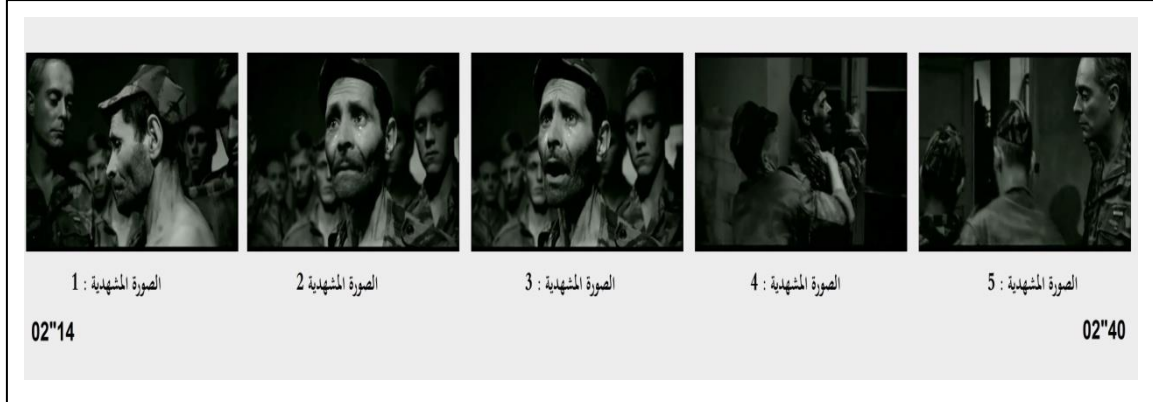 الصورة المشهدية : 1
الصورة المشهدية 2
الصورة المشهدية : 3
الصورة المشهدية : 4
الصورة المشهدية : 5
02"14
02"40